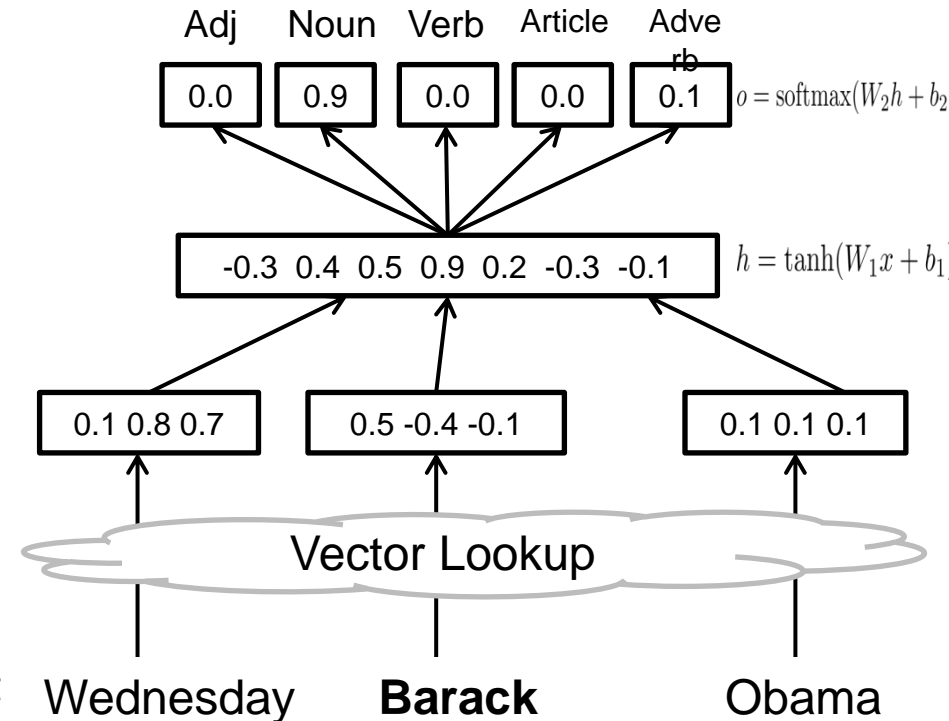 Adj Noun Verb Article Adve
rb
0.0 0.9 0.0 0.0 0.1 o = softmax(W₂h + b₂
-0.3 0.4 0.5 0.9 0.2 -0.3 -0.1 h = tanh(W₁x + b₁)
0.1 0.8 0.7 0.5 -0.4 -0.1 0.1 0.1 0.1
Vector Lookup
Wednesday Barack Obama